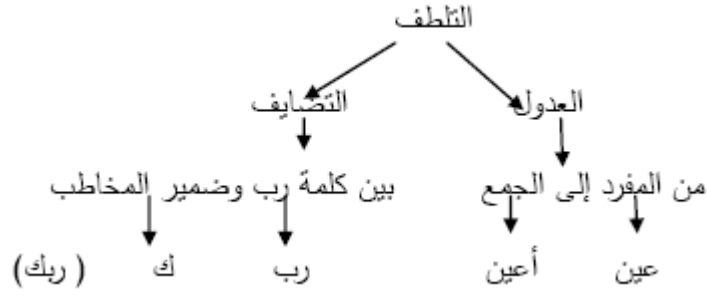 التلطف
العدول التضايف
من المفرد إلى الجمع بين كلمة رب وضمير المخاطب
عين أعين رب ك (ربك)